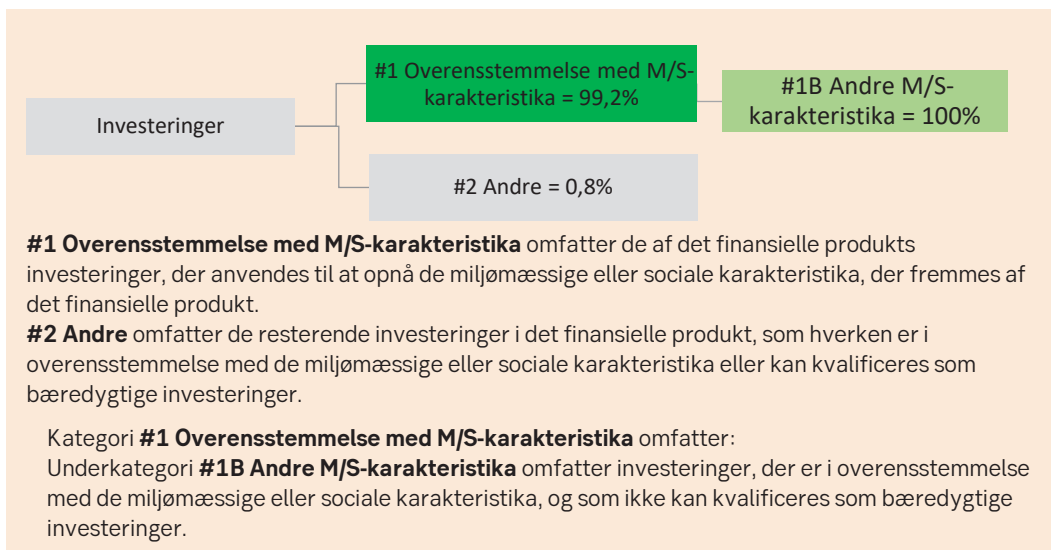 #1 Overensstemmelse med M/S-
karakteristika = 99,2%
#1B Andre M/S-
karakteristika = 100%
Investeringer
#2 Andre = 0,8%
#1 Overensstemmelse med M/S-karakteristika omfatter de af det finansielle produkts
investeringer, der anvendes til at opnå de miljømæssige eller sociale karakteristika, der fremmes af
det finansielle produkt.
#2 Andre omfatter de resterende investeringer i det finansielle produkt, som hverken er i
overensstemmelse med de miljømæssige eller sociale karakteristika eller kan kvalificeres som
bæredygtige investeringer.
Kategori #1 Overensstemmelse med M/S-karakteristika omfatter:
Underkategori #1B Andre M/S-karakteristika omfatter investeringer, der er i overensstemmelse
med de miljømæssige eller sociale karakteristika, og som ikke kan kvalificeres som bæredygtige
investeringer.